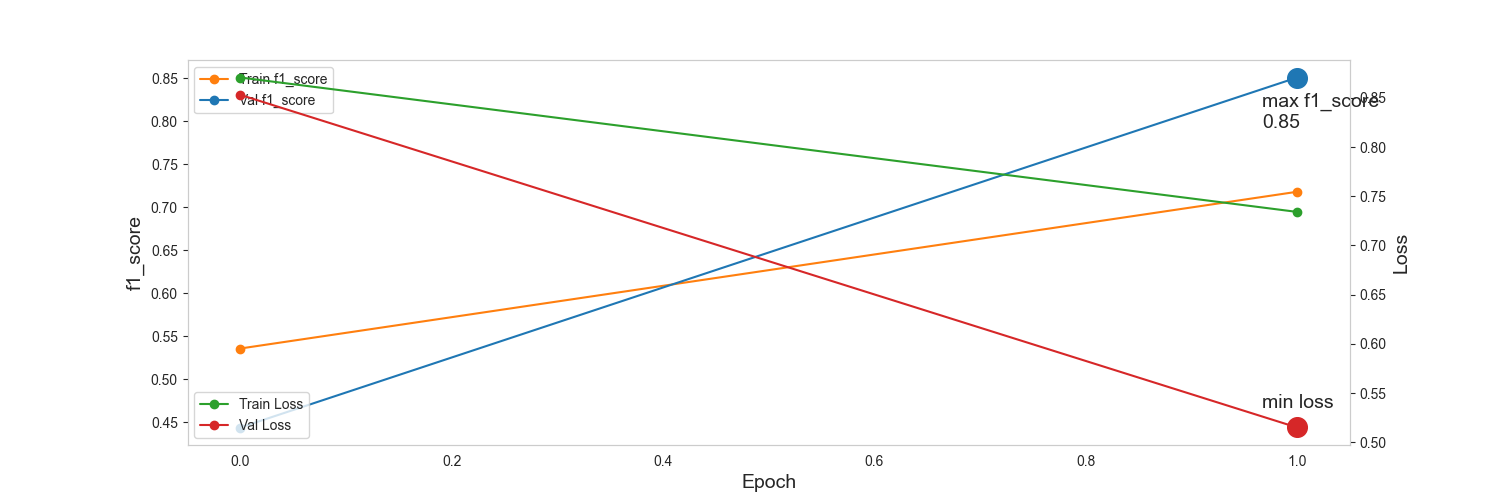 Train f1_score
Val f1_score
max f1_score
0.85
min loss
Train Loss
Val Loss
0.85
0.80
0.75
0.70
0.65
0.60
0.55
0.50
0.45
f1_score
0.85
0.80
0.75
0.70
0.65
0.60
0.55
0.50
Loss
0.0 0.2 0.4 0.6 0.8 1.0
Epoch